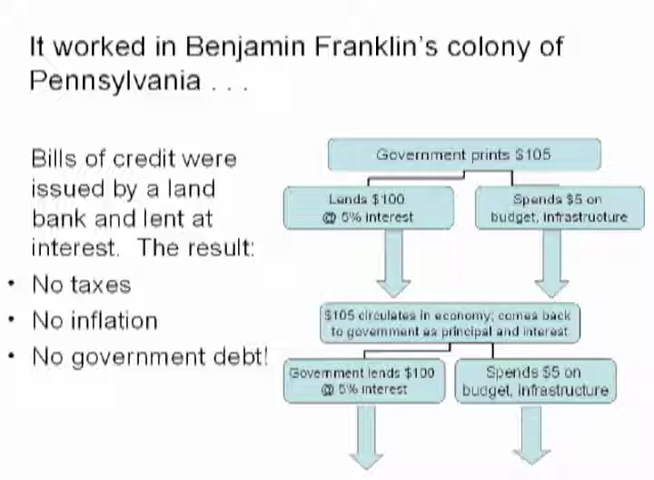 It worked in Benjamin Franklin's colony of
Pennsylvania . . .
Bills of credit were
issued by a land
bank and lent at
interest. The result:
• No taxes
• No inflation
• No government debt!
Government prints $105
Lends $100
@ 5% interest
Spends $5 on
budget, infrastructure
$105 circulates in economy; comes back
to government as principal and interest
Government lends $100
@ 5% interest
Spends $5 on
budget, infrastructure